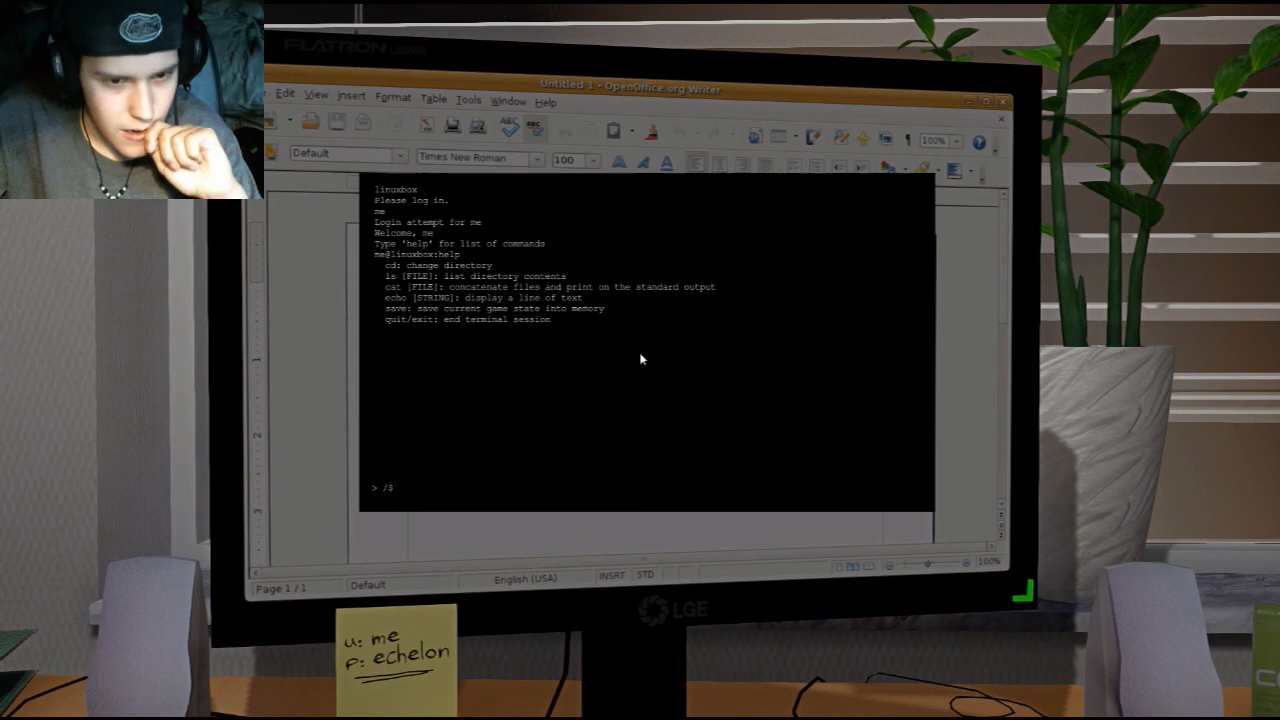 FLATRON
Untitled 1 - OpenOffice.org Writer
Edit View Insert Format Table Tools Window Help
100%
Default Times New Roman 100
linuxbox
Please log in.
me
Login attempt for me
Welcome, me
Type 'help' for list of commands
me@linuxbox:help
cd: change directory
ls [FILE]: list directory contents
cat [FILE]: concatenate files and print on the standard output
echo [STRING]: display a line of text
save: save current game state into memory
quit/exit: end terminal session
> /$
1
2
3
Page 1 / 1 Default English (USA) INSRT STD 100%
LGE
u: me
p: echelon